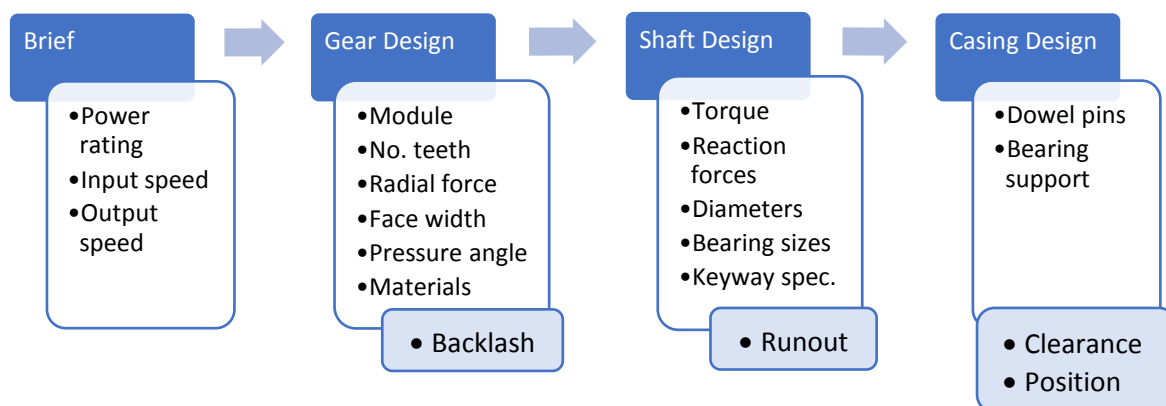 Brief
•Power
rating
•Input speed
•Output
speed
Gear Design
•Module
•No. teeth
•Radial force
•Face width
•Pressure angle
•Materials
• Backlash
Shaft Design
•Torque
•Reaction
forces
•Diameters
•Bearing sizes
•Keyway spec.
• Runout
Casing Design
•Dowel pins
•Bearing
support
• Clearance
• Position